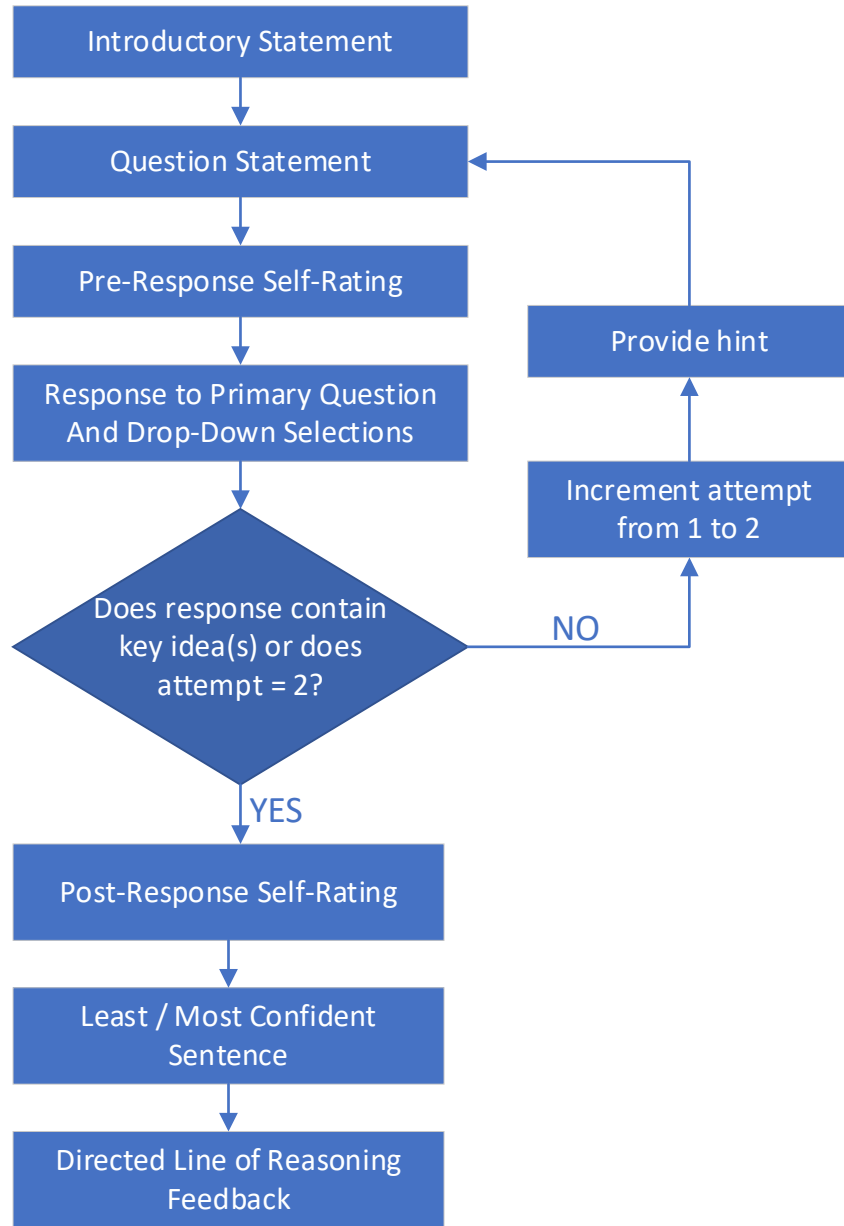 Introductory Statement
Question Statement
Pre-Response Self-Rating
Provide hint
Response to Primary Question
And Drop-Down Selections
Increment attempt
from 1 to 2
Does response contain
key idea(s) or does
attempt = 2?
NO
YES
Post-Response Self-Rating
Least / Most Confident
Sentence
Directed Line of Reasoning
Feedback